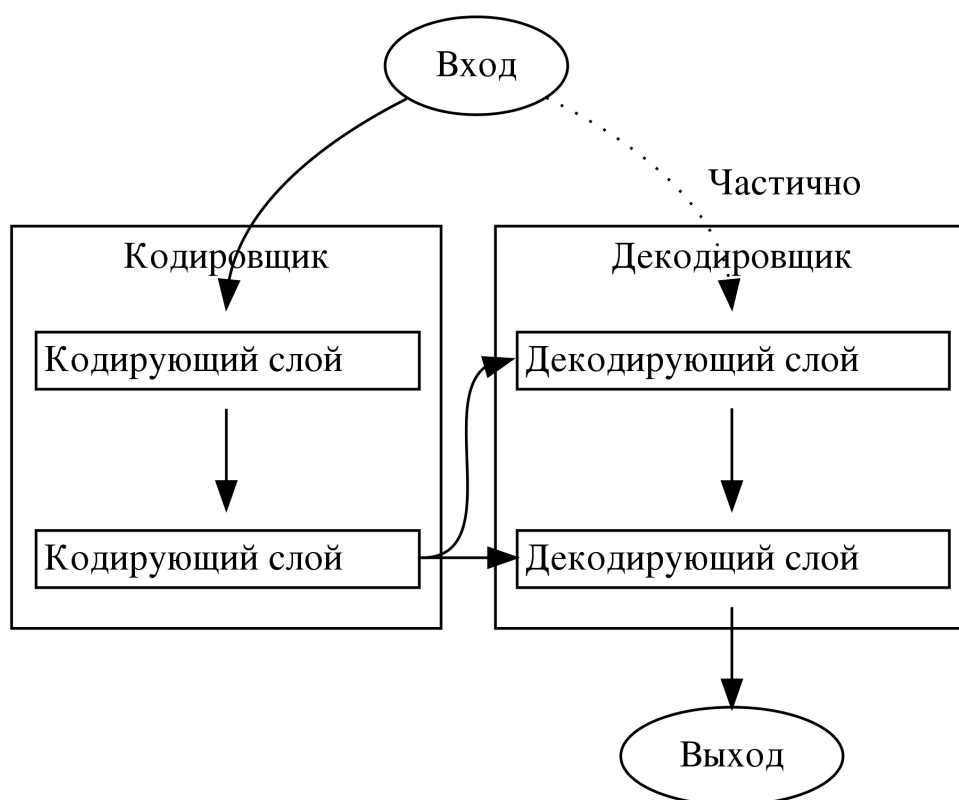 Вход
Частично
Кодировщик
Декодировщик
Кодирующий слой
Декодирующий слой
Кодирующий слой
Декодирующий слой
Выход